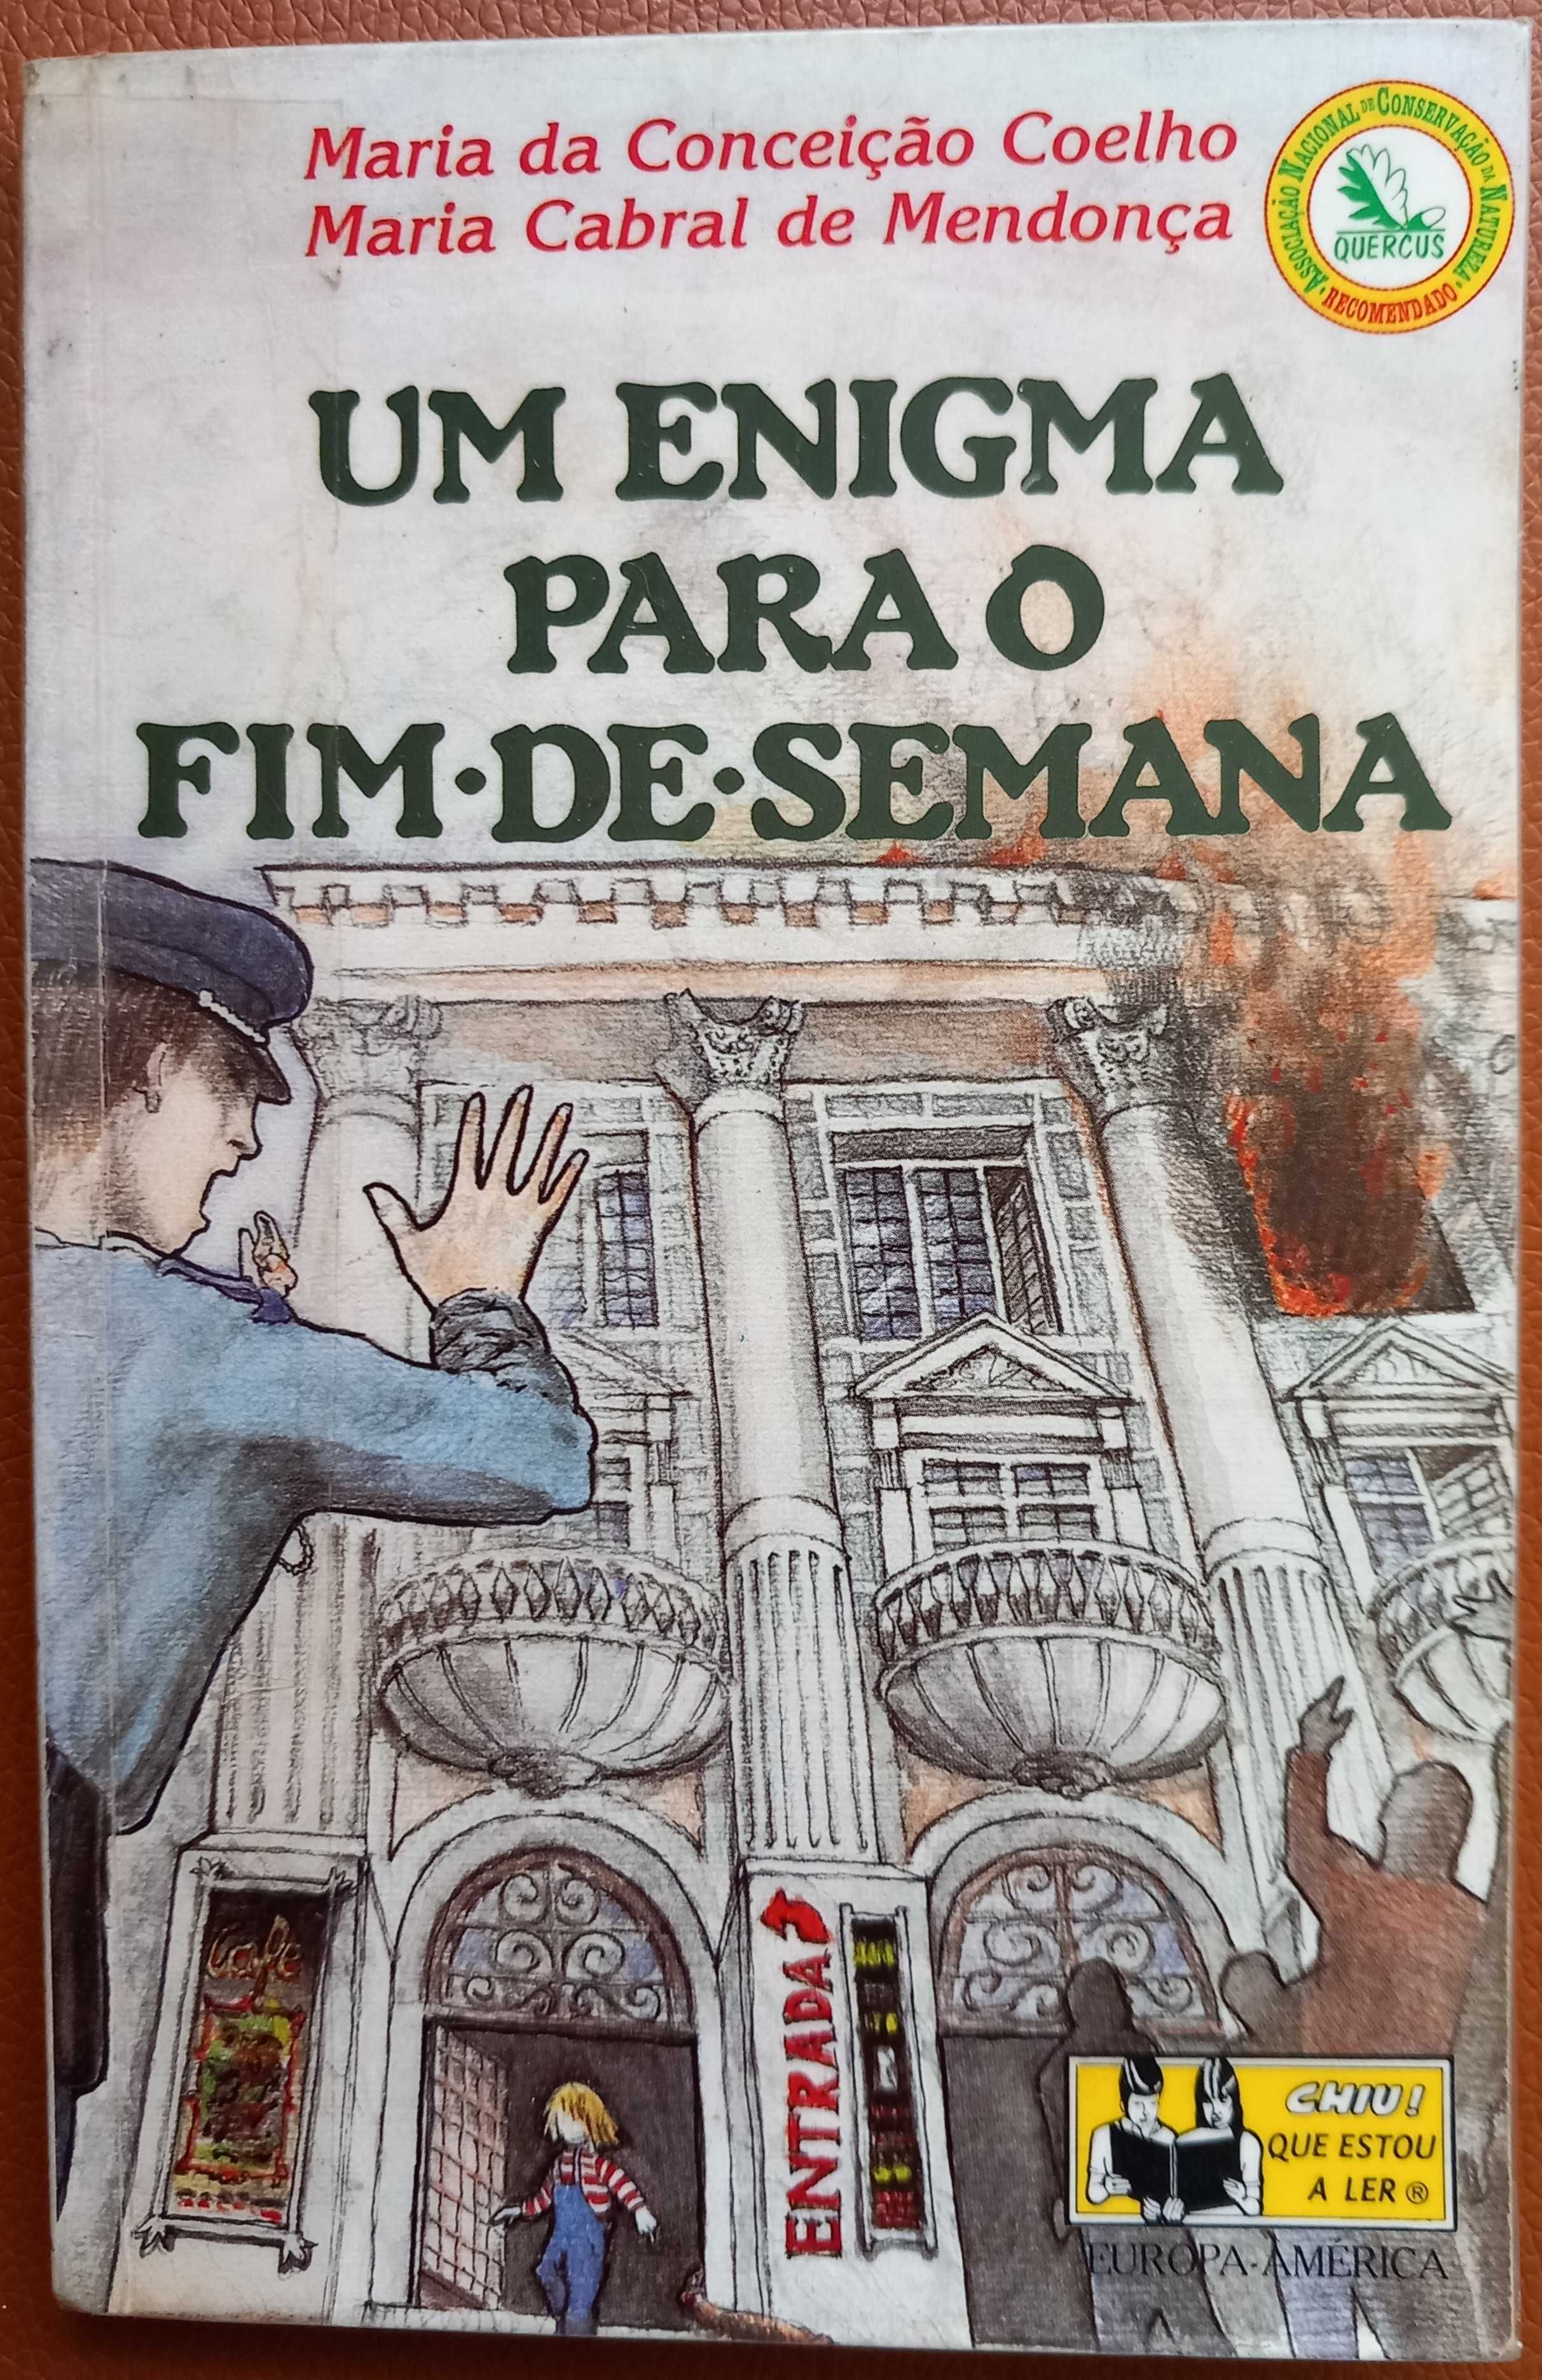 Maria da Conceição Coelho
Maria Cabral de Mendonça
ASSOCIAÇÃO NACIONAL DE CONSERVAÇÃO DA NATUREZA
QUERCUS
RECOMENDADO
UM ENIGMA
PARA O
FIM·DE·SEMANA
Café
ENTRADA
CHIU!
QUE ESTOU
A LER ®
EUROPA-AMÉRICA